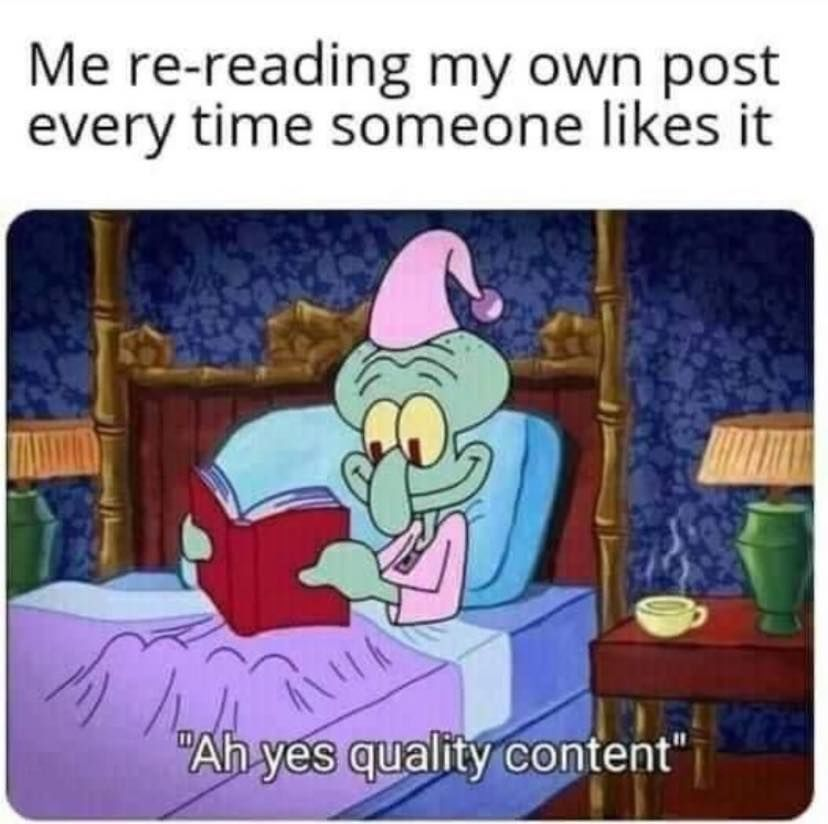 Me re-reading my own post
every time someone likes it
"Ah yes quality content"